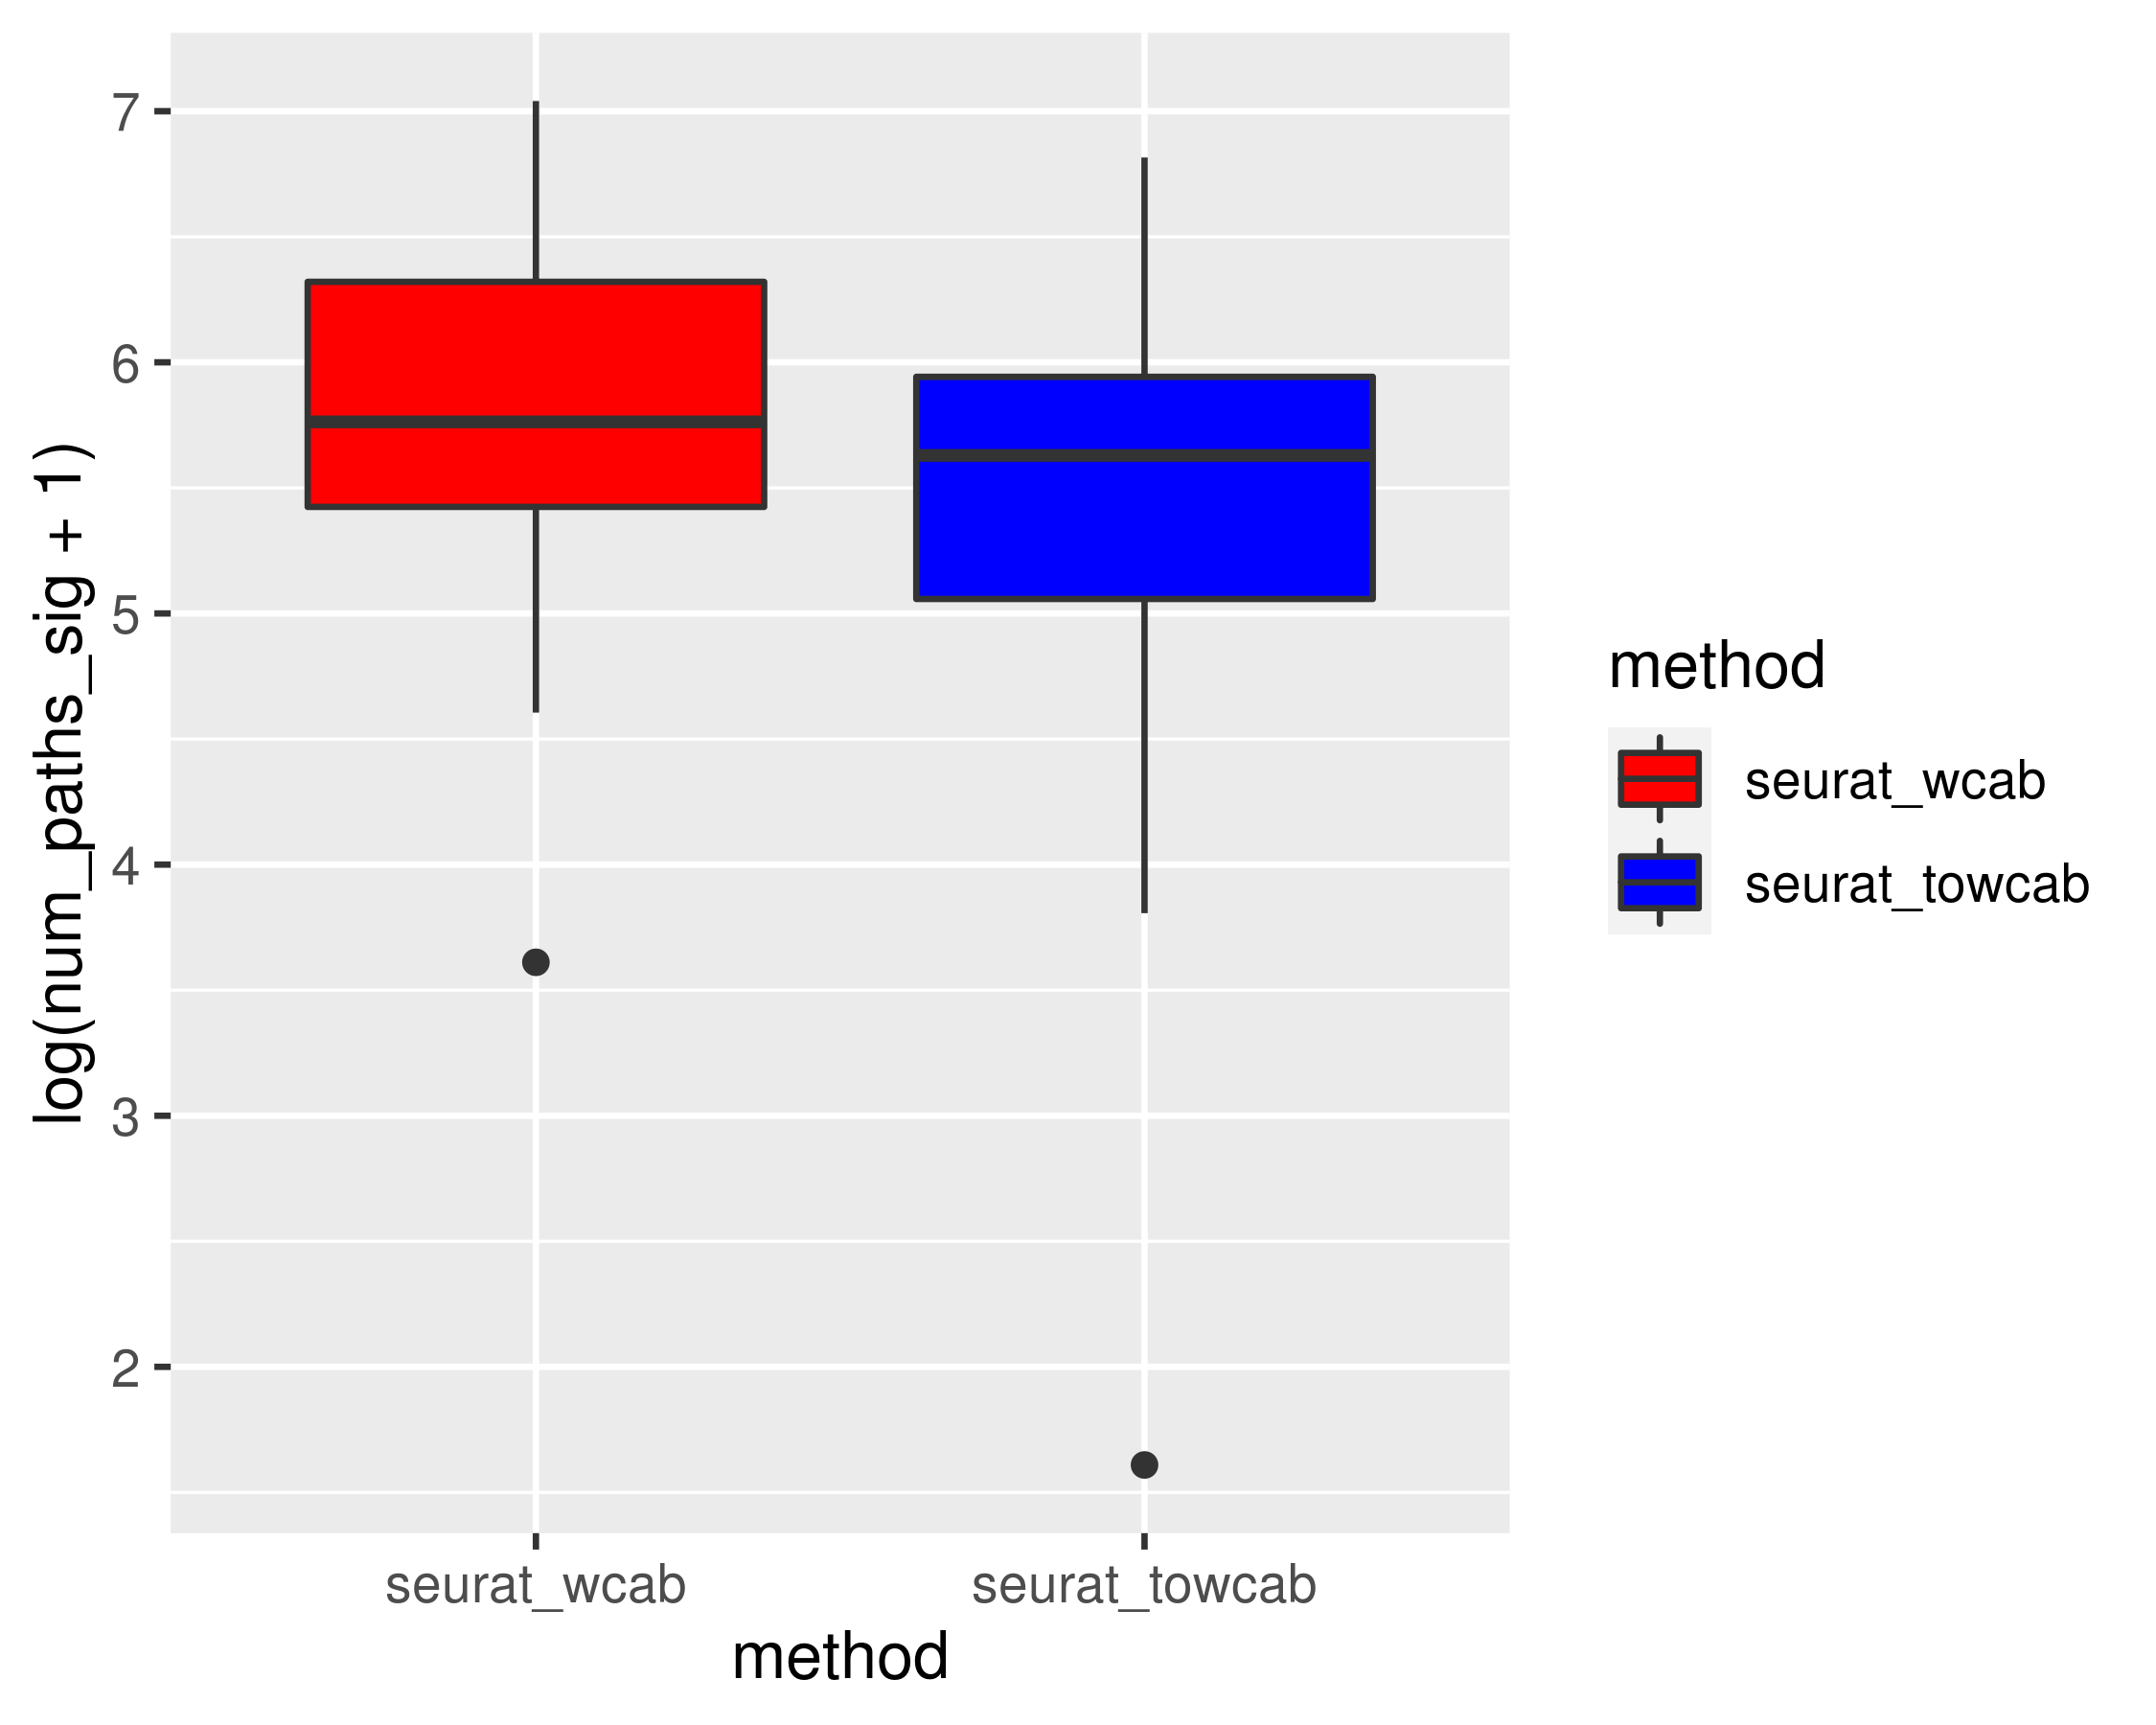 log(num_paths_sig + 1)
7
6
5
4
3
2
seurat_wcab
seurat_towcab
method
method
seurat_wcab
seurat_towcab